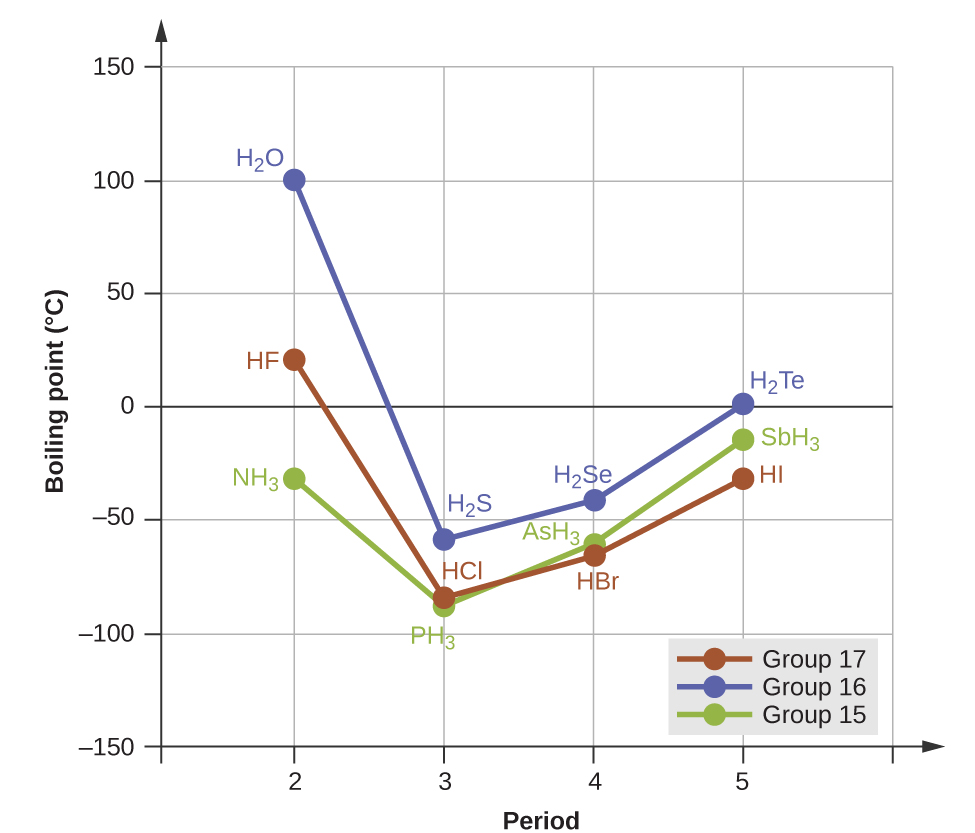 150
H₂O
100
50
HF
H₂Te
0
SbH₃
NH₃
H₂Se
HI
H₂S
–50
AsH₃
HCl
HBr
–100
PH₃
Group 17
Group 16
Group 15
–150
2 3 4 5
Period
Boiling point (°C)